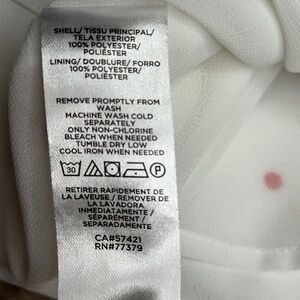 SHELL/ TISSU PRINCIPAL/
TELA EXTERIOR
100% POLYESTER/
POLIÉSTER
LINING/ DOUBLURE/ FORRO
100% POLYESTER/
POLIÉSTER
REMOVE PROMPTLY FROM
WASH
MACHINE WASH COLD
SEPARATELY
ONLY NON-CHLORINE
BLEACH WHEN NEEDED
TUMBLE DRY LOW
COOL IRON WHEN NEEDED
30 P
RETIRER RAPIDEMENT DE
LA LAVEUSE / REMOVER DE
LA LAVADORA
INMEDIATAMENTE /
SÉPARÉMENT /
SEPARADAMENTE
CA#57421
RN#77379